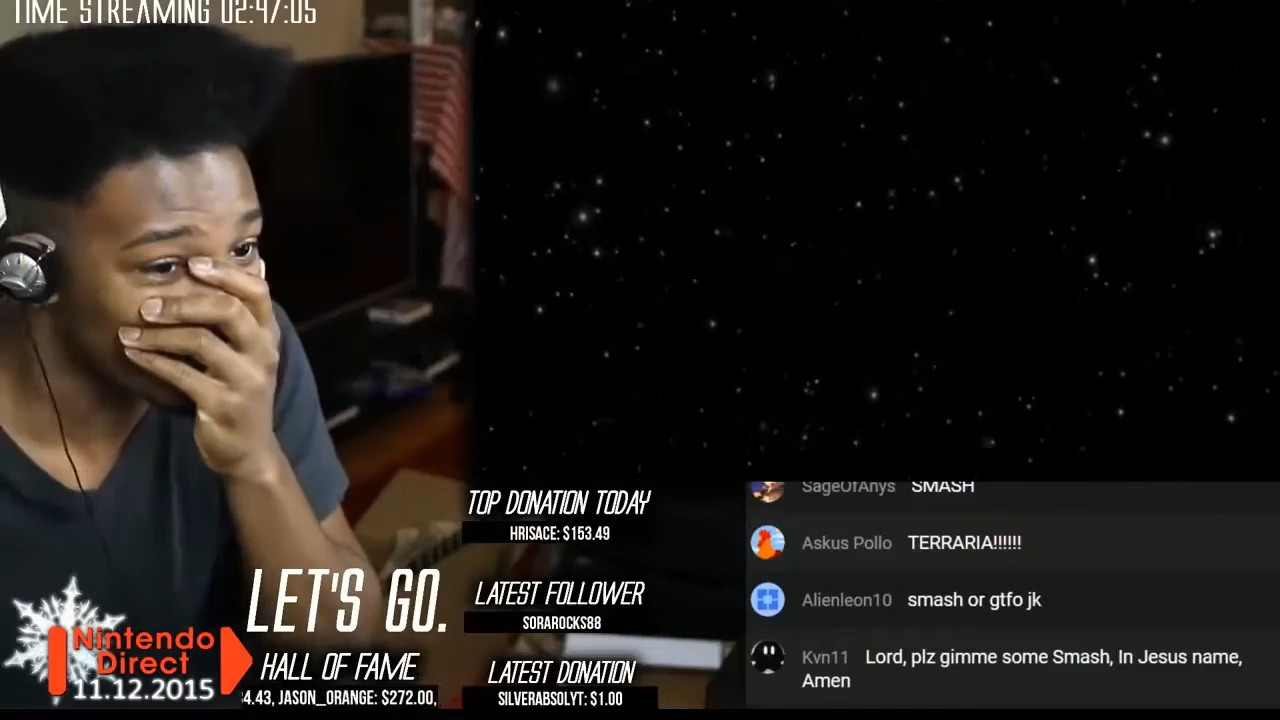 TIME STREAMING 02:47:05
SageOfAnys SMASH
TOP DONATION TODAY
HRISACE: $153.49
Askus Pollo TERRARIA!!!!!!
LET'S GO.
LATEST FOLLOWER
SORAROCKS88
Alienleon10 smash or gtfo jk
Nintendo
Direct
11.12.2015
HALL OF FAME
4.43, JASON_ORANGE: $272.00,
LATEST DONATION
SILVERABSOLYT: $1.00
Kvn11 Lord, plz gimme some Smash, In Jesus name,
Amen